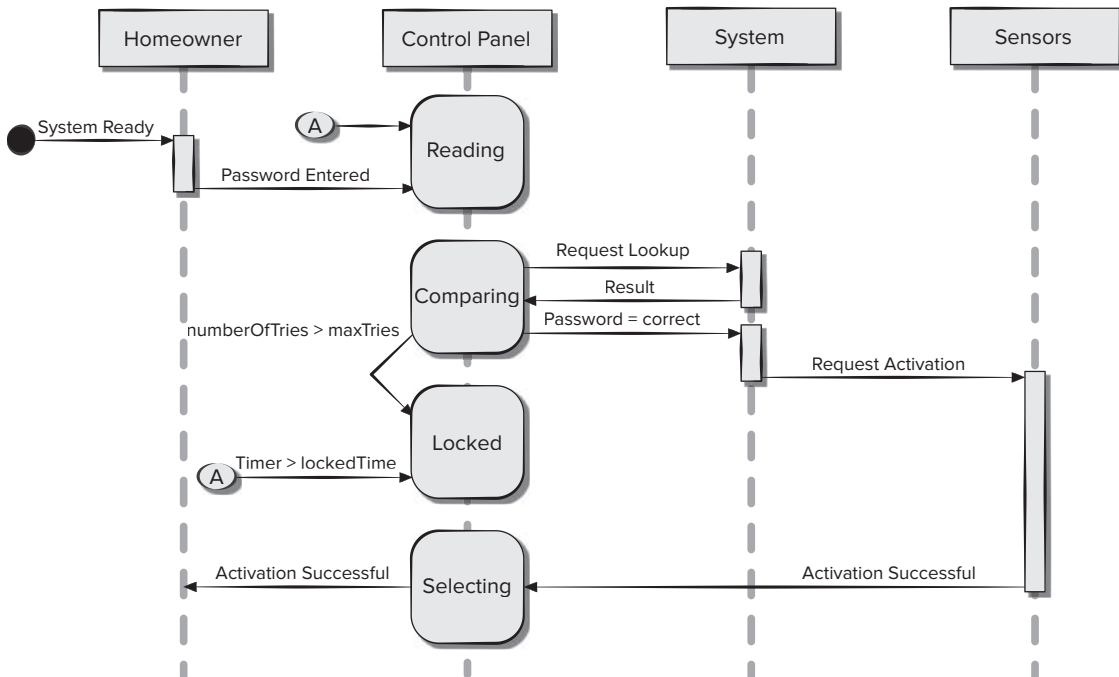 Homeowner
Control Panel
System
Sensors
System Ready
A
Reading
Password Entered
Comparing
Request Lookup
Result
Password = correct
numberOfTries > maxTries
Request Activation
Locked
A
Timer > lockedTime
Activation Successful
Selecting
Activation Successful